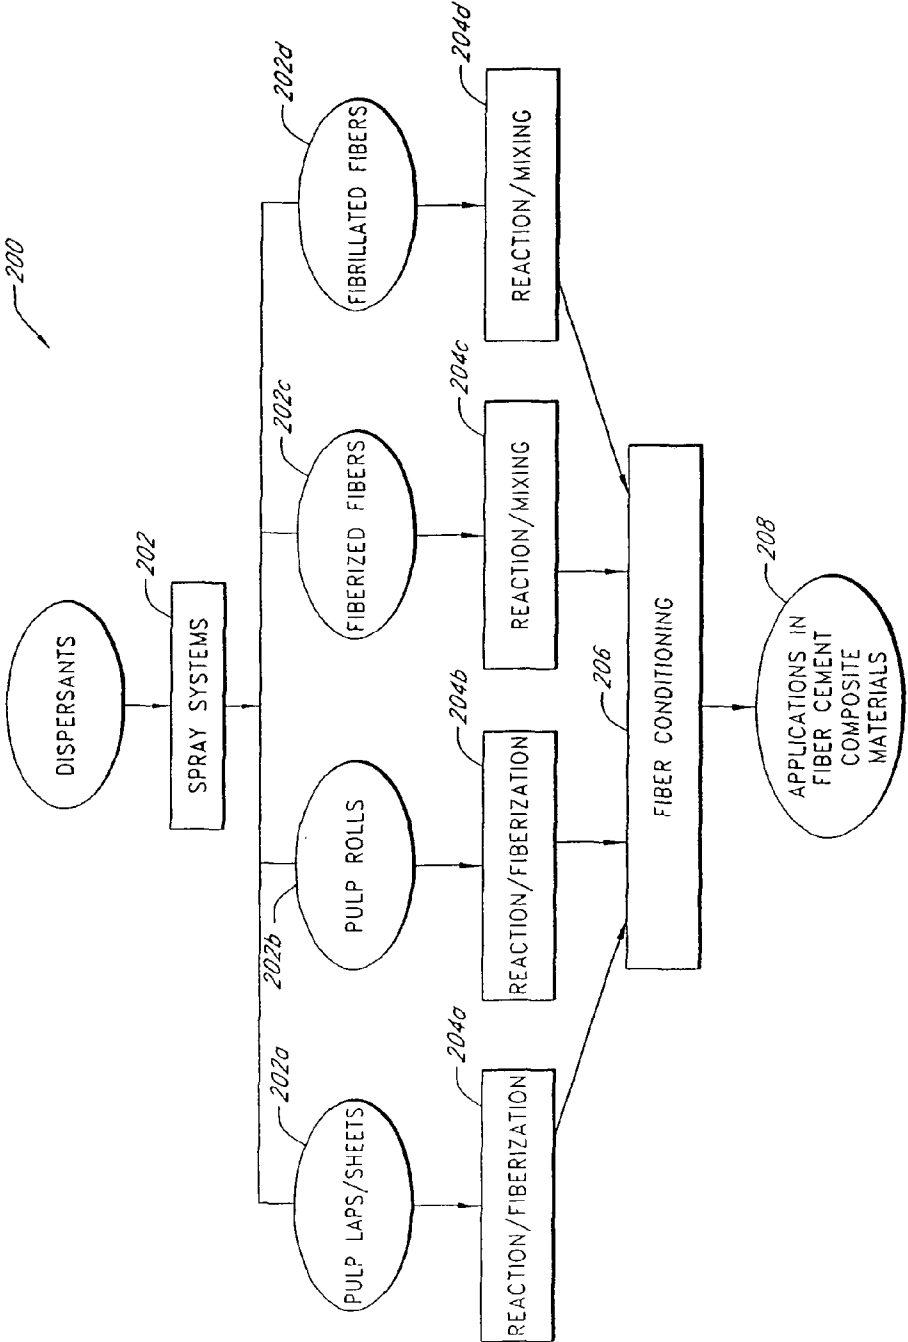 200
DISPERSANTS
202
SPRAY SYSTEMS
202a
202b
202c
202d
PULP LAPS/SHEETS
PULP ROLLS
FIBERIZED FIBERS
FIBRILLATED FIBERS
204a
204b
204c
204d
REACTION/FIBERIZATION
REACTION/FIBERIZATION
REACTION/MIXING
REACTION/MIXING
206
FIBER CONDITIONING
208
APPLICATIONS IN
FIBER CEMENT
COMPOSITE
MATERIALS